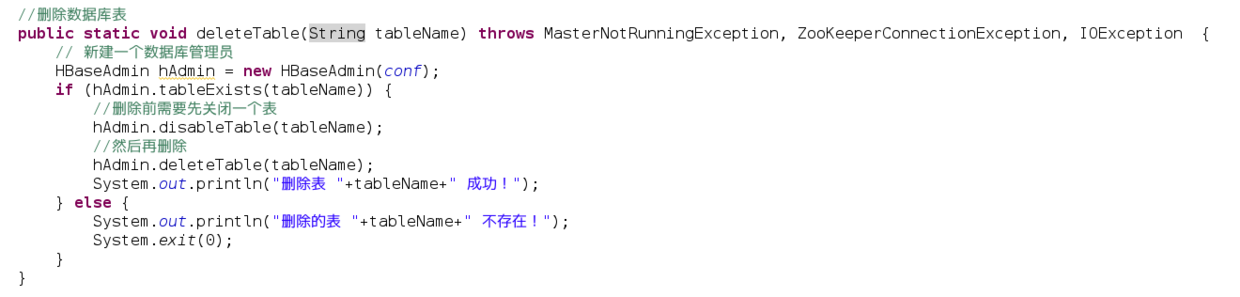 //删除数据库表
public static void deleteTable(String tableName) throws MasterNotRunningException, ZooKeeperConnectionException, IOException  {
    // 新建一个数据库管理员
    HBaseAdmin hAdmin = new HBaseAdmin(conf);
    if (hAdmin.tableExists(tableName)) {
        //删除前需要先关闭一个表
        hAdmin.disableTable(tableName);
        //然后再删除
        hAdmin.deleteTable(tableName);
        System.out.println("删除表 "+tableName+" 成功！");
    } else {
        System.out.println("删除的表 "+tableName+" 不存在！");
        System.exit(0);
    }
}